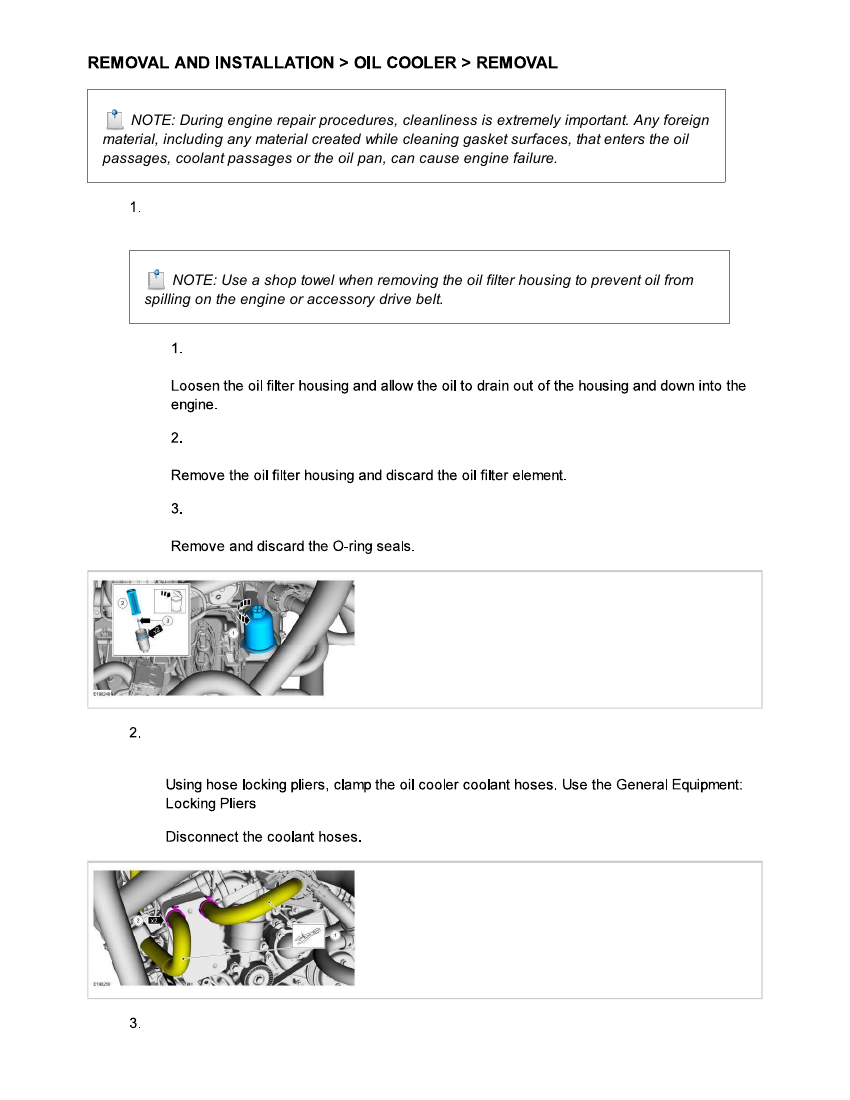 REMOVAL AND INSTALLATION > OIL COOLER > REMOVAL
NOTE: During engine repair procedures, cleanliness is extremely important. Any foreign
material, including any material created while cleaning gasket surfaces, that enters the oil
passages, coolant passages or the oil pan, can cause engine failure.
1.
NOTE: Use a shop towel when removing the oil filter housing to prevent oil from
spilling on the engine or accessory drive belt.
1.
Loosen the oil filter housing and allow the oil to drain out of the housing and down into the
engine.
2.
Remove the oil filter housing and discard the oil filter element.
3.
Remove and discard the O-ring seals.
2
3
x2
1
2.
Using hose locking pliers, clamp the oil cooler coolant hoses. Use the General Equipment:
Locking Pliers
Disconnect the coolant hoses.
2
x2
1
3.